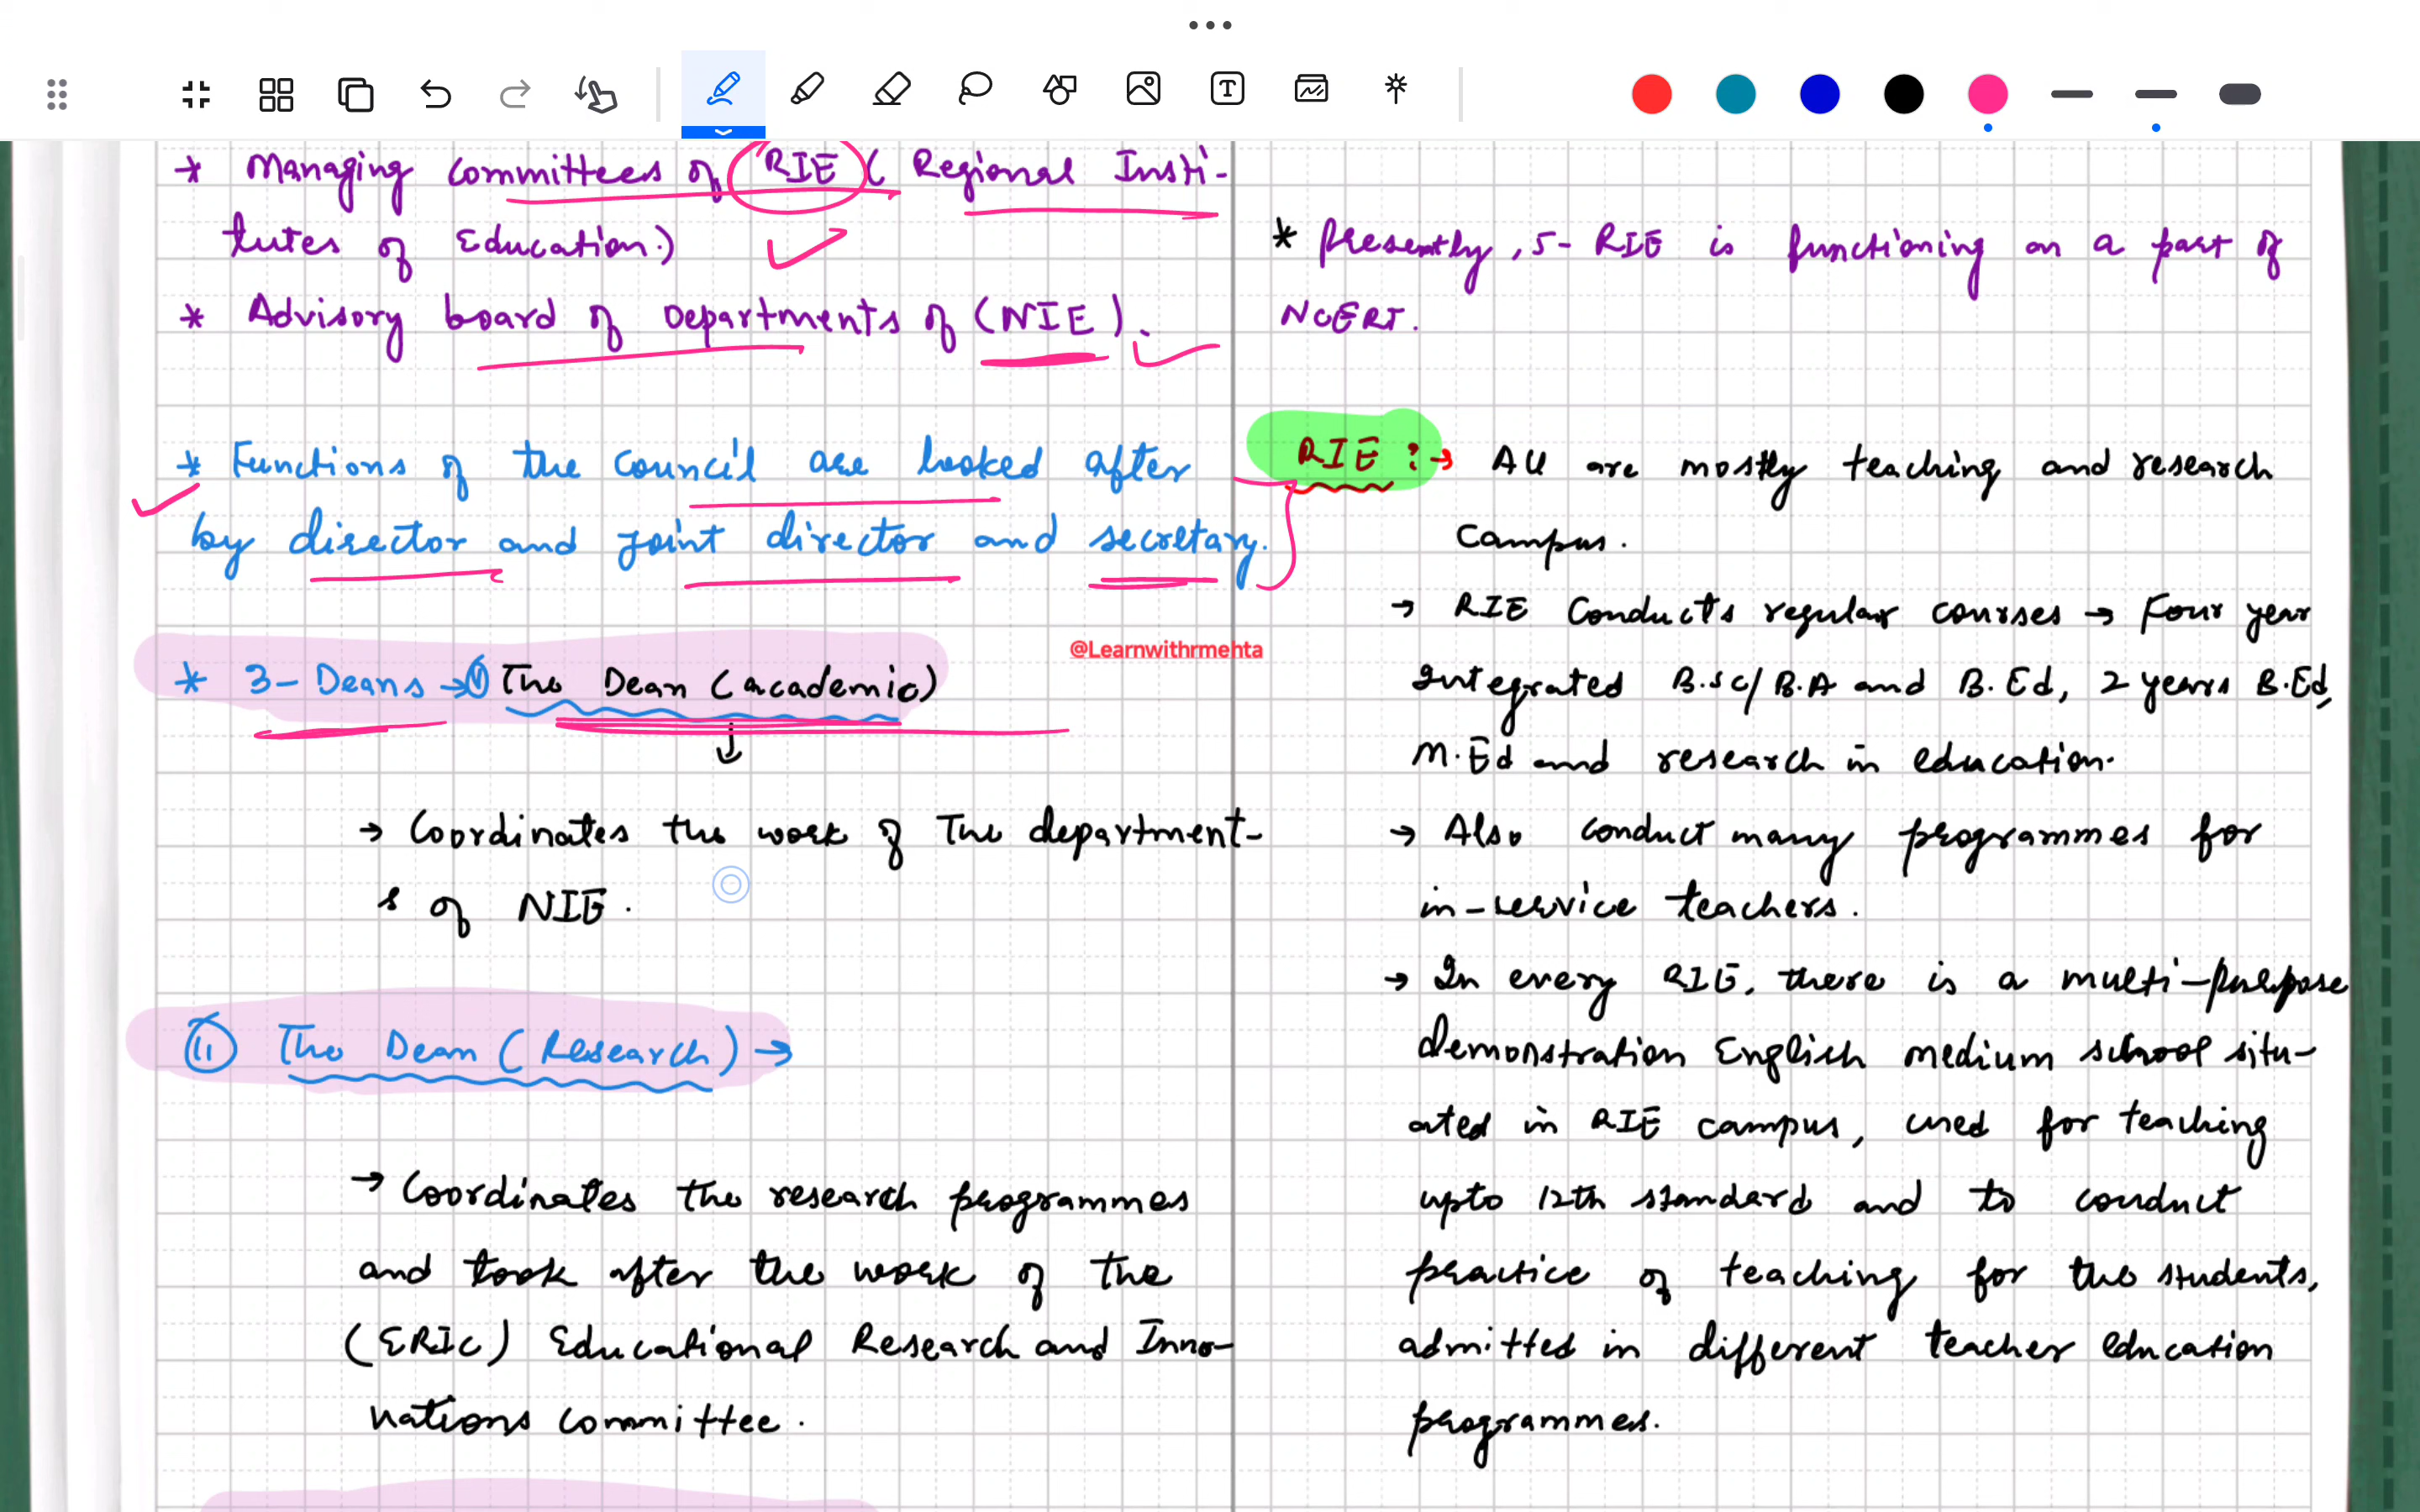 * Managing committees of RIE ( Regional Insti-
tutes of Education.)
* Advisory board of Departments of (NIE).
* Functions of the council are looked after
by director and joint director and secretary.
* 3-Deans → (i) The Dean (academic)
↓
→ Coordinates the work of The department-
s of NIE.
(ii) The Dean (Research) →
→ Coordinates the research programmes
and look after the work of the
(ERIC) Educational Research and Inno-
nations committee.
@Learnwithrmehta
* Presently, 5- RIE is functioning on a part of
NCERT.
RIE :→ All are mostly teaching and research
Campus.
→ RIE Conducts regular courses → Four year
Integrated B.Sc/B.A and B.Ed, 2 years B.Ed,
M.Ed and research in education.
→ Also conduct many programmes for
in-service teachers.
→ In every RIE, there is a multi-purpose
demonstration English medium school situ-
ated in RIE campus, used for teaching
upto 12th standard and to conduct
practice of teaching for the students,
admitted in different teacher education
programmes.